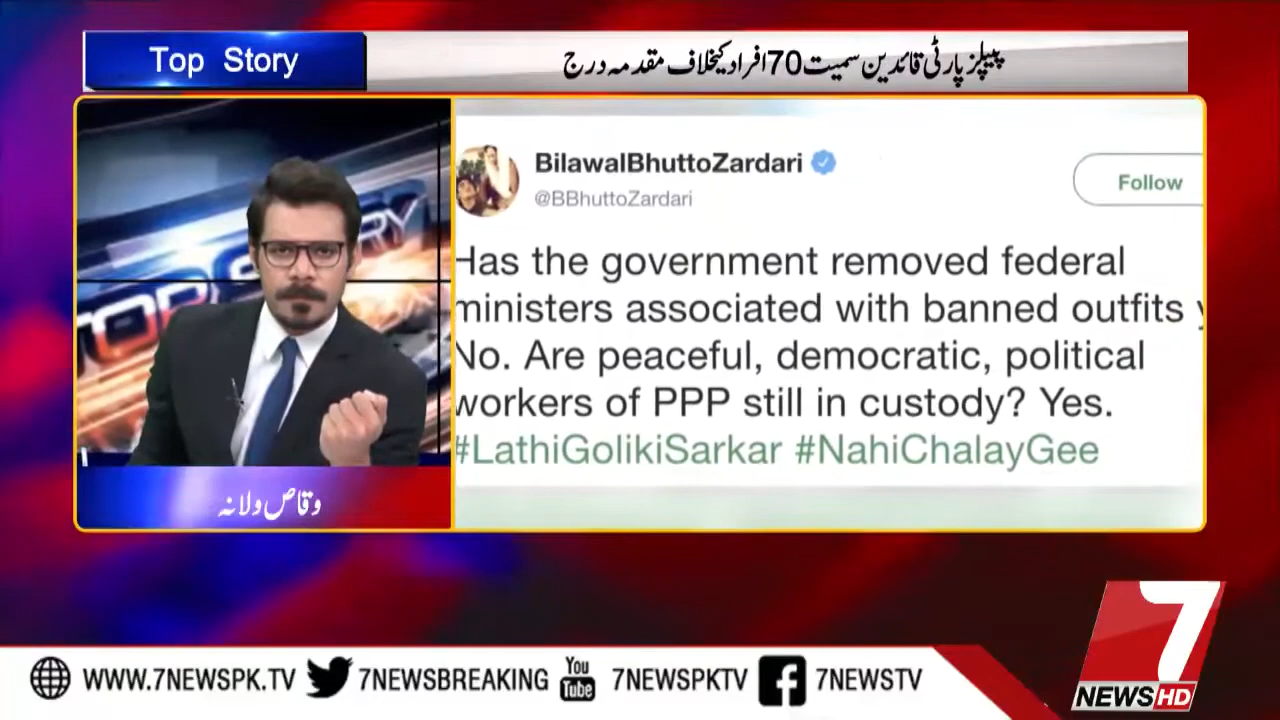 Top Story
پیپلز پارٹی قائدین سمیت 70 افراد کیخلاف مقدمہ درج
BilawalBhuttoZardari
@BBhuttoZardari
Follow
Has the government removed federal
ministers associated with banned outfits y
No. Are peaceful, democratic, political
workers of PPP still in custody? Yes.
#LathiGolikiSarkar #NahiChalayGee
TOP STORY
وقاص ولانہ
7
NEWS HD
WWW.7NEWSPK.TV
7NEWSBREAKING
You Tube
7NEWSPKTV
7NEWSTV